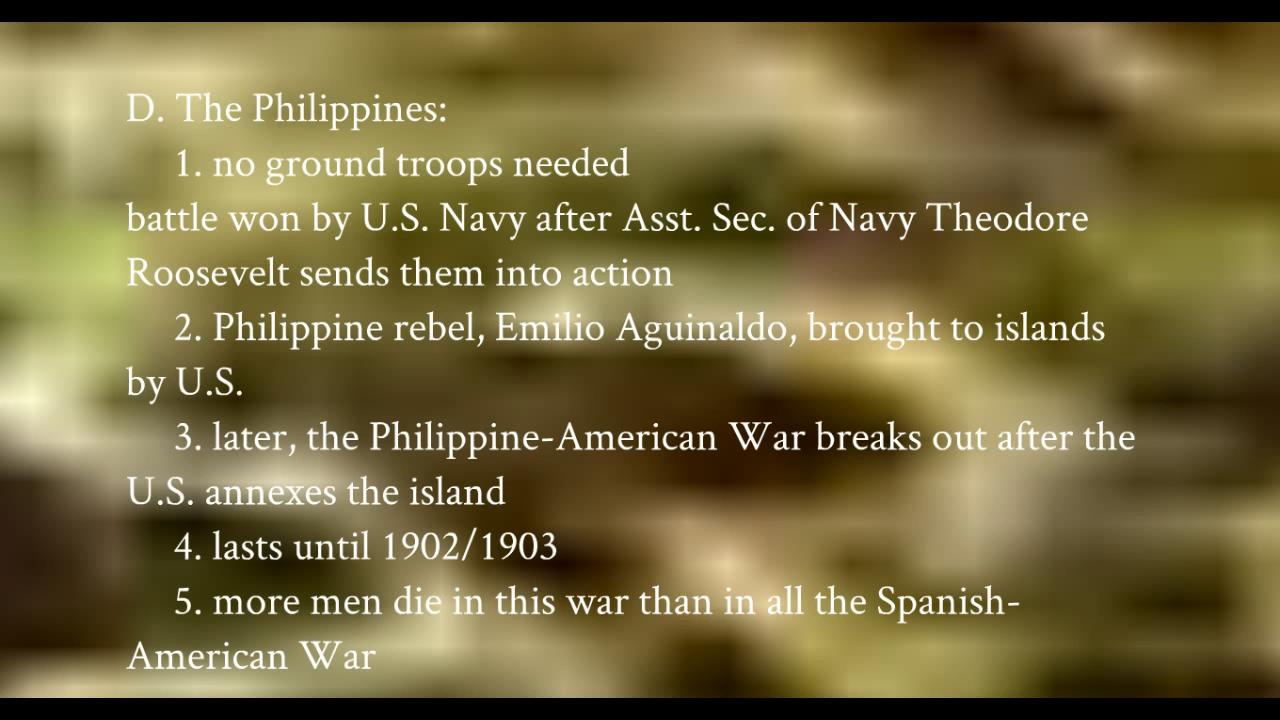 D. The Philippines:
1. no ground troops needed
battle won by U.S. Navy after Asst. Sec. of Navy Theodore
Roosevelt sends them into action
2. Philippine rebel, Emilio Aguinaldo, brought to islands
by U.S.
3. later, the Philippine-American War breaks out after the
U.S. annexes the island
4. lasts until 1902/1903
5. more men die in this war than in all the Spanish-
American War